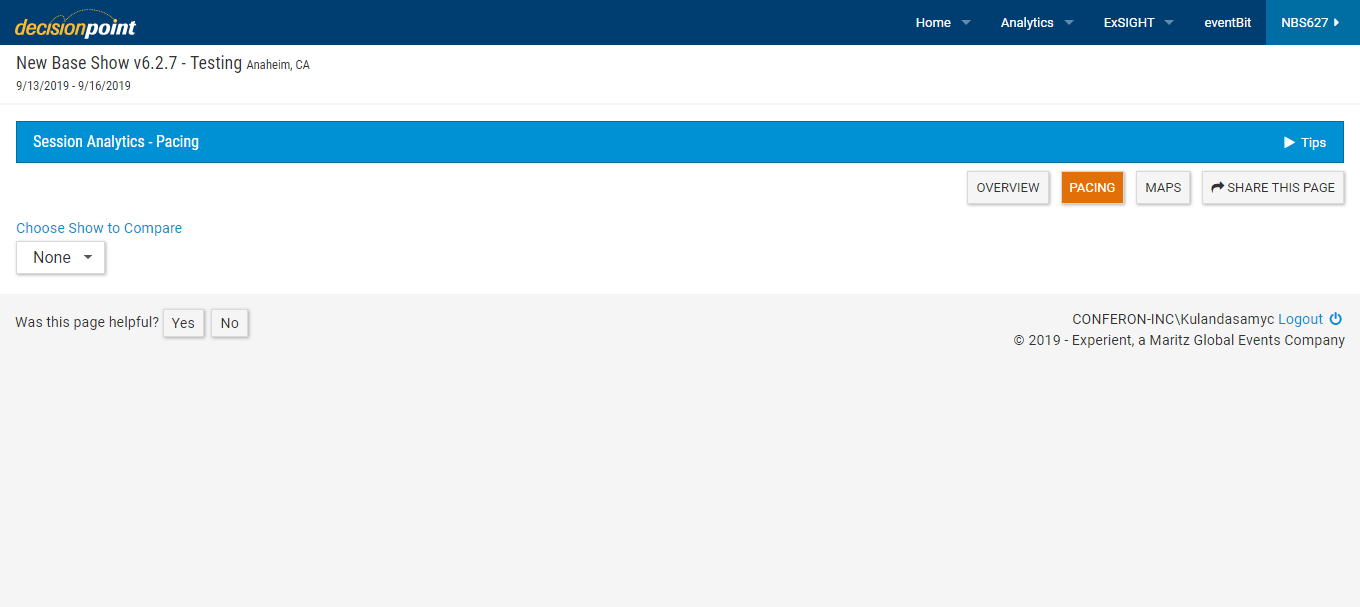 decisionpoint
Home Analytics ExSIGHT eventBit NBS627
New Base Show v6.2.7 - Testing Anaheim, CA
9/13/2019 - 9/16/2019
Session Analytics - Pacing
Tips
OVERVIEW PACING MAPS SHARE THIS PAGE
Choose Show to Compare
None
Was this page helpful? Yes No
CONFERON-INC\Kulandasamyc Logout
© 2019 - Experient, a Maritz Global Events Company